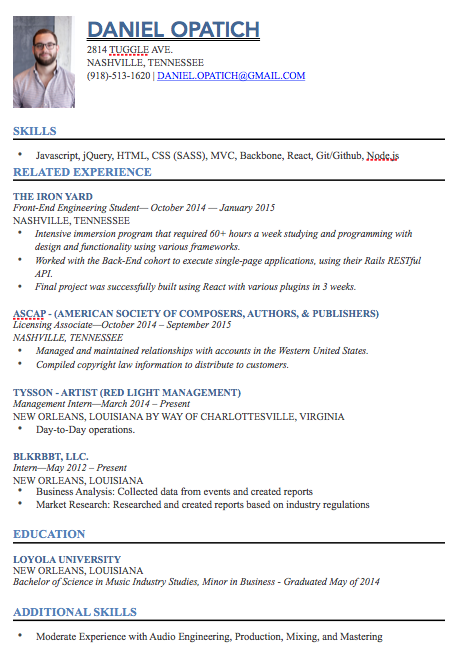 DANIEL OPATICH
2814 TUGGLE AVE.
NASHVILLE, TENNESSEE
(918)-513-1620 | DANIEL.OPATICH@GMAIL.COM
SKILLS
• Javascript, jQuery, HTML, CSS (SASS), MVC, Backbone, React, Git/Github, Node.js
RELATED EXPERIENCE
THE IRON YARD
Front-End Engineering Student— October 2014 — January 2015
NASHVILLE, TENNESSEE
• Intensive immersion program that required 60+ hours a week studying and programming with
design and functionality using various frameworks.
• Worked with the Back-End cohort to execute single-page applications, using their Rails RESTful
API.
• Final project was successfully built using React with various plugins in 3 weeks.
ASCAP - (AMERICAN SOCIETY OF COMPOSERS, AUTHORS, & PUBLISHERS)
Licensing Associate—October 2014 – September 2015
NASHVILLE, TENNESSEE
• Managed and maintained relationships with accounts in the Western United States.
• Compiled copyright law information to distribute to customers.
TYSSON - ARTIST (RED LIGHT MANAGEMENT)
Management Intern—March 2014 – Present
NEW ORLEANS, LOUISIANA BY WAY OF CHARLOTTESVILLE, VIRGINIA
• Day-to-Day operations.
BLKRBBT, LLC.
Intern—May 2012 – Present
NEW ORLEANS, LOUISIANA
• Business Analysis: Collected data from events and created reports
• Market Research: Researched and created reports based on industry regulations
EDUCATION
LOYOLA UNIVERSITY
NEW ORLEANS, LOUISIANA
Bachelor of Science in Music Industry Studies, Minor in Business - Graduated May of 2014
ADDITIONAL SKILLS
• Moderate Experience with Audio Engineering, Production, Mixing, and Mastering